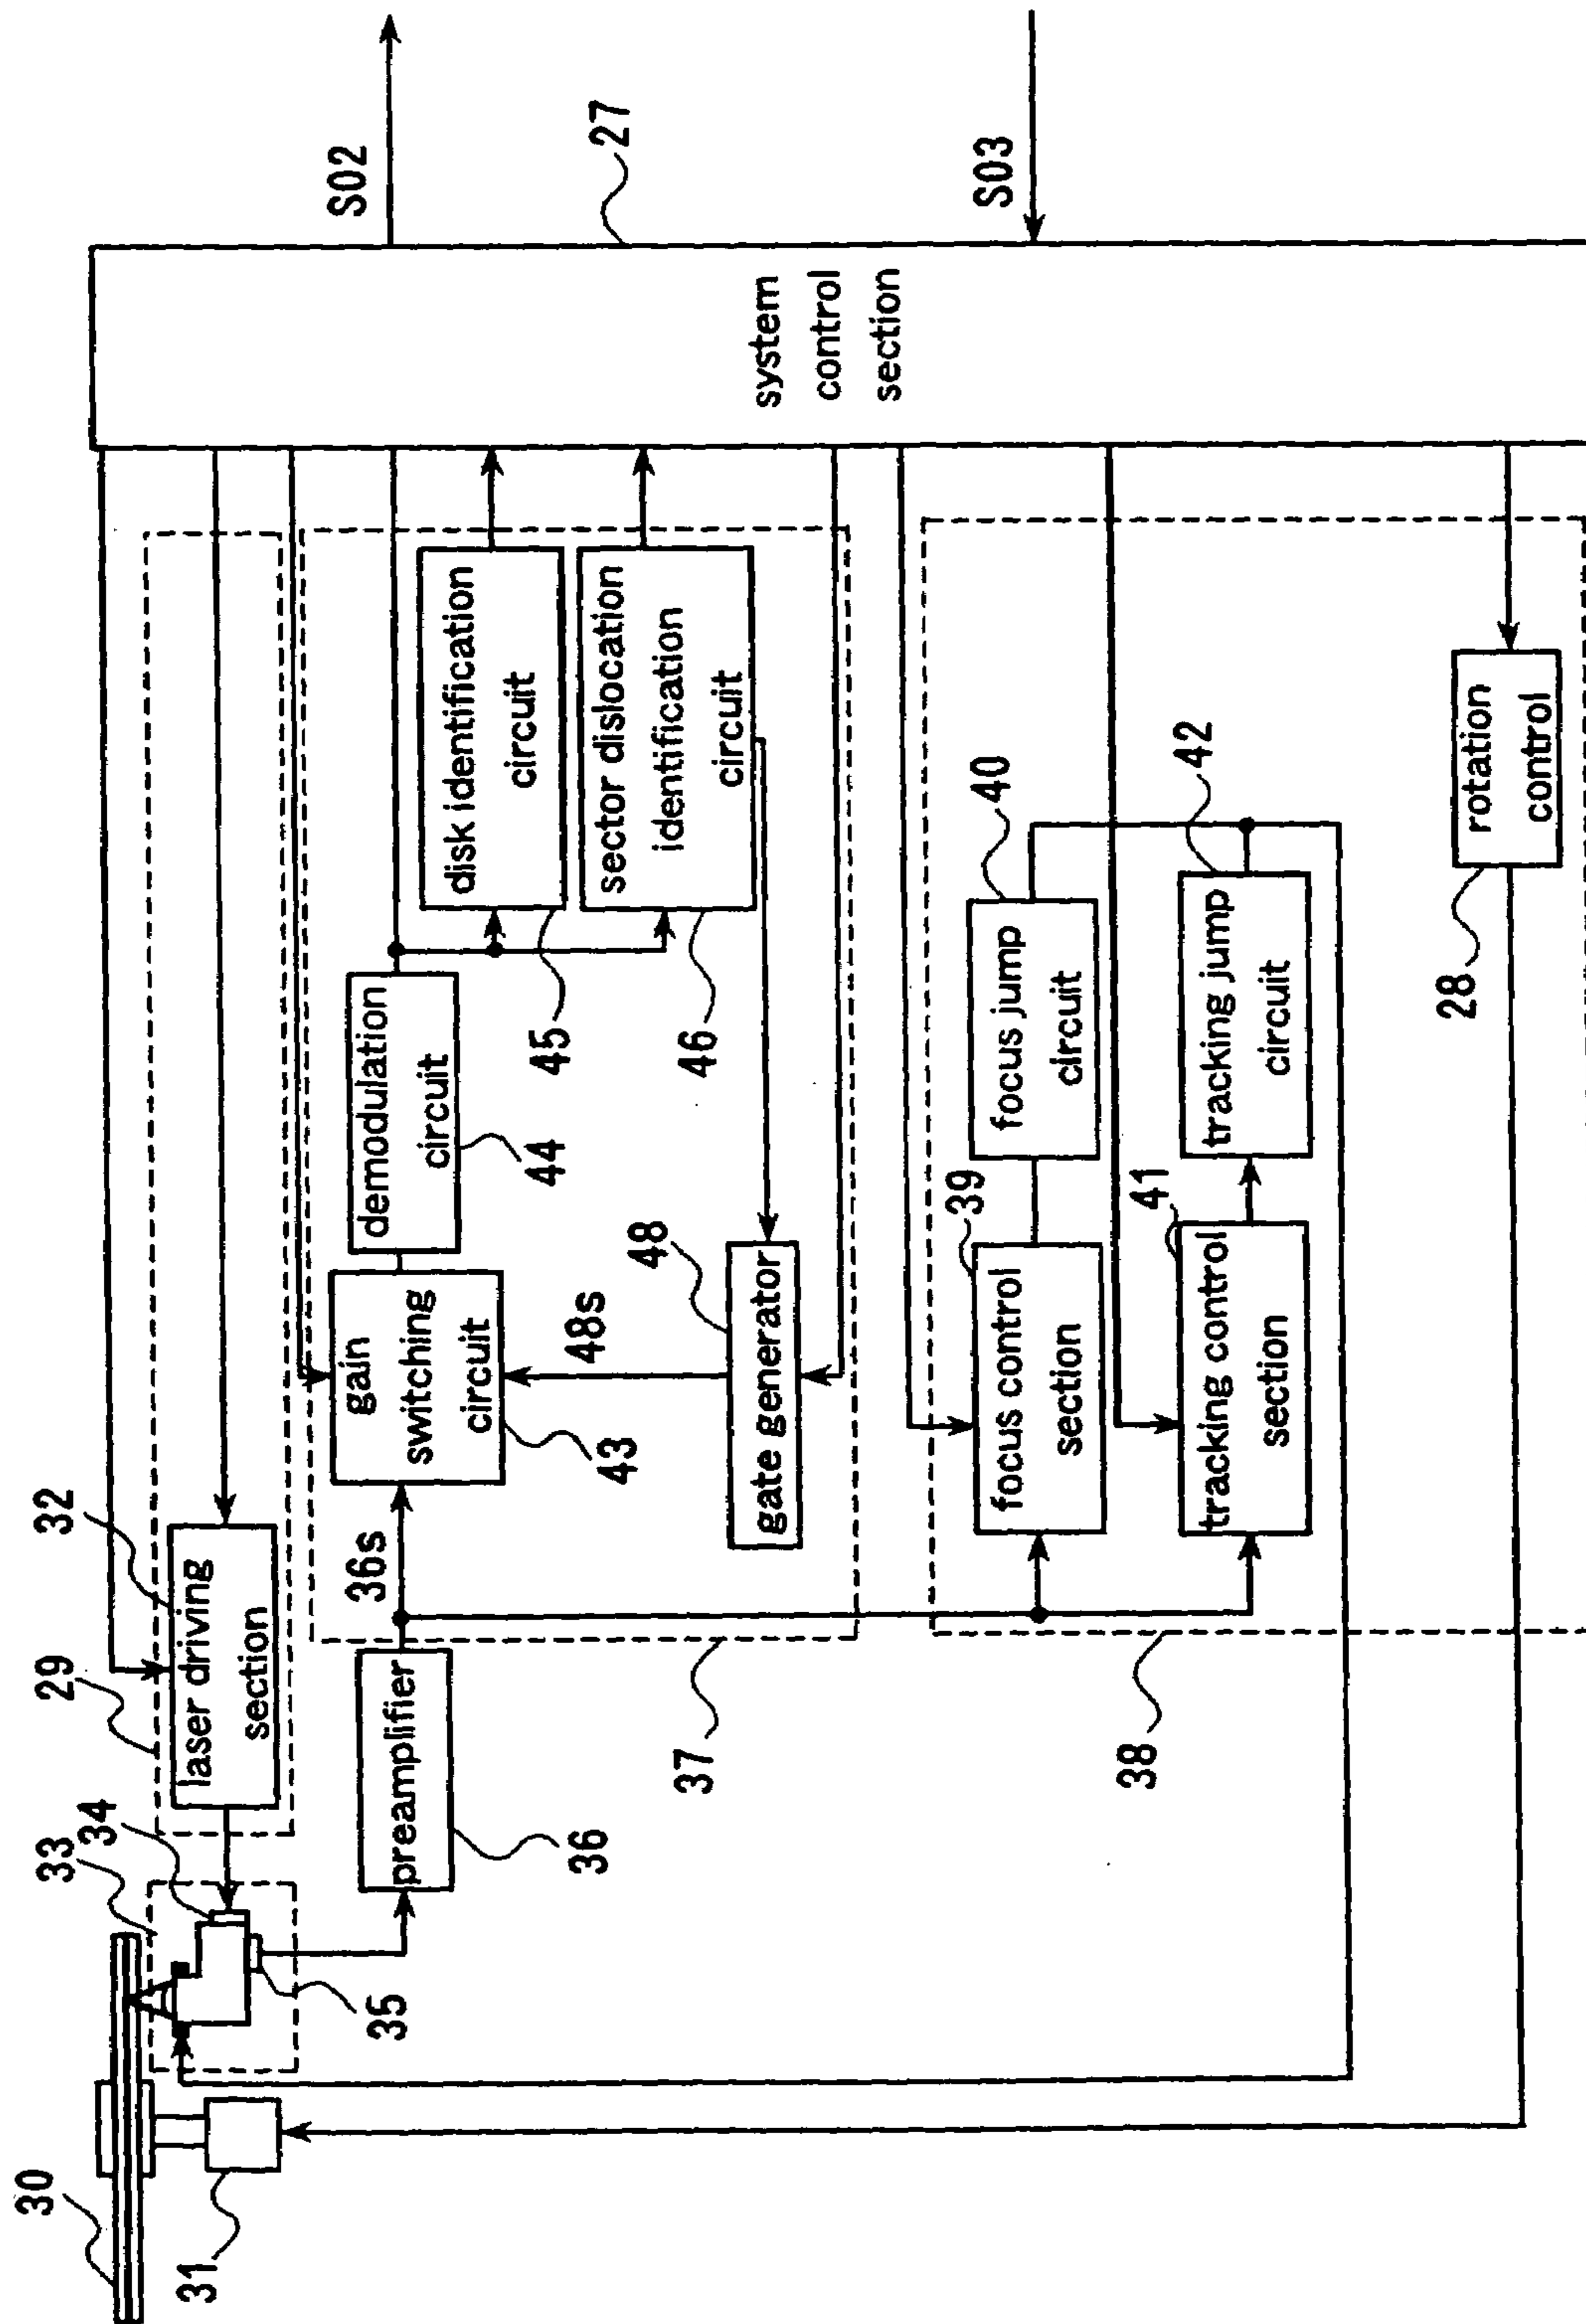 30
31
33
34
29
32
laser driving
section
35
preamplifier
36
36s
37
gain
switching
circuit
43
demodulation
circuit
44
disk identification
circuit
45
sector dislocation
identification
circuit
46
48s
48
gate generator
39
focus control
section
40
focus jump
circuit
41
tracking control
section
42
tracking jump
circuit
38
28
rotation
control
system
control
section
27
S02
S03